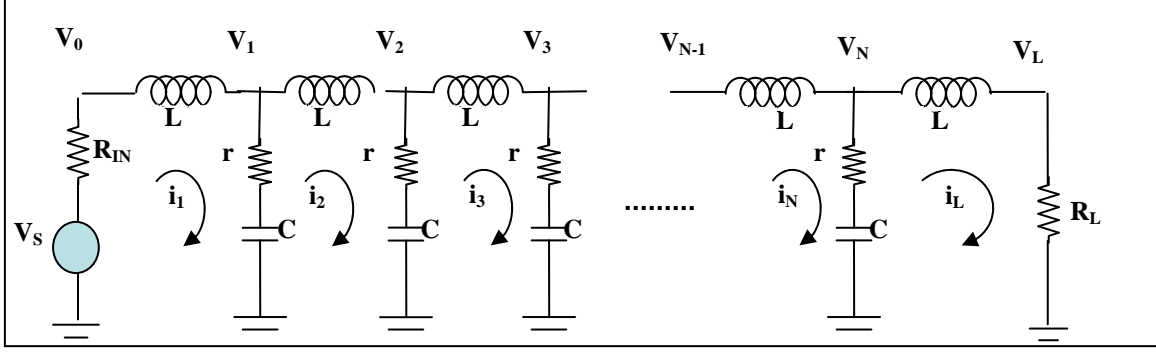 V0 V1 V2 V3 VN-1 VN VL
L L L L L
RIN r r r r
i1 i2 i3 ......... iN iL RL
VS C C C C